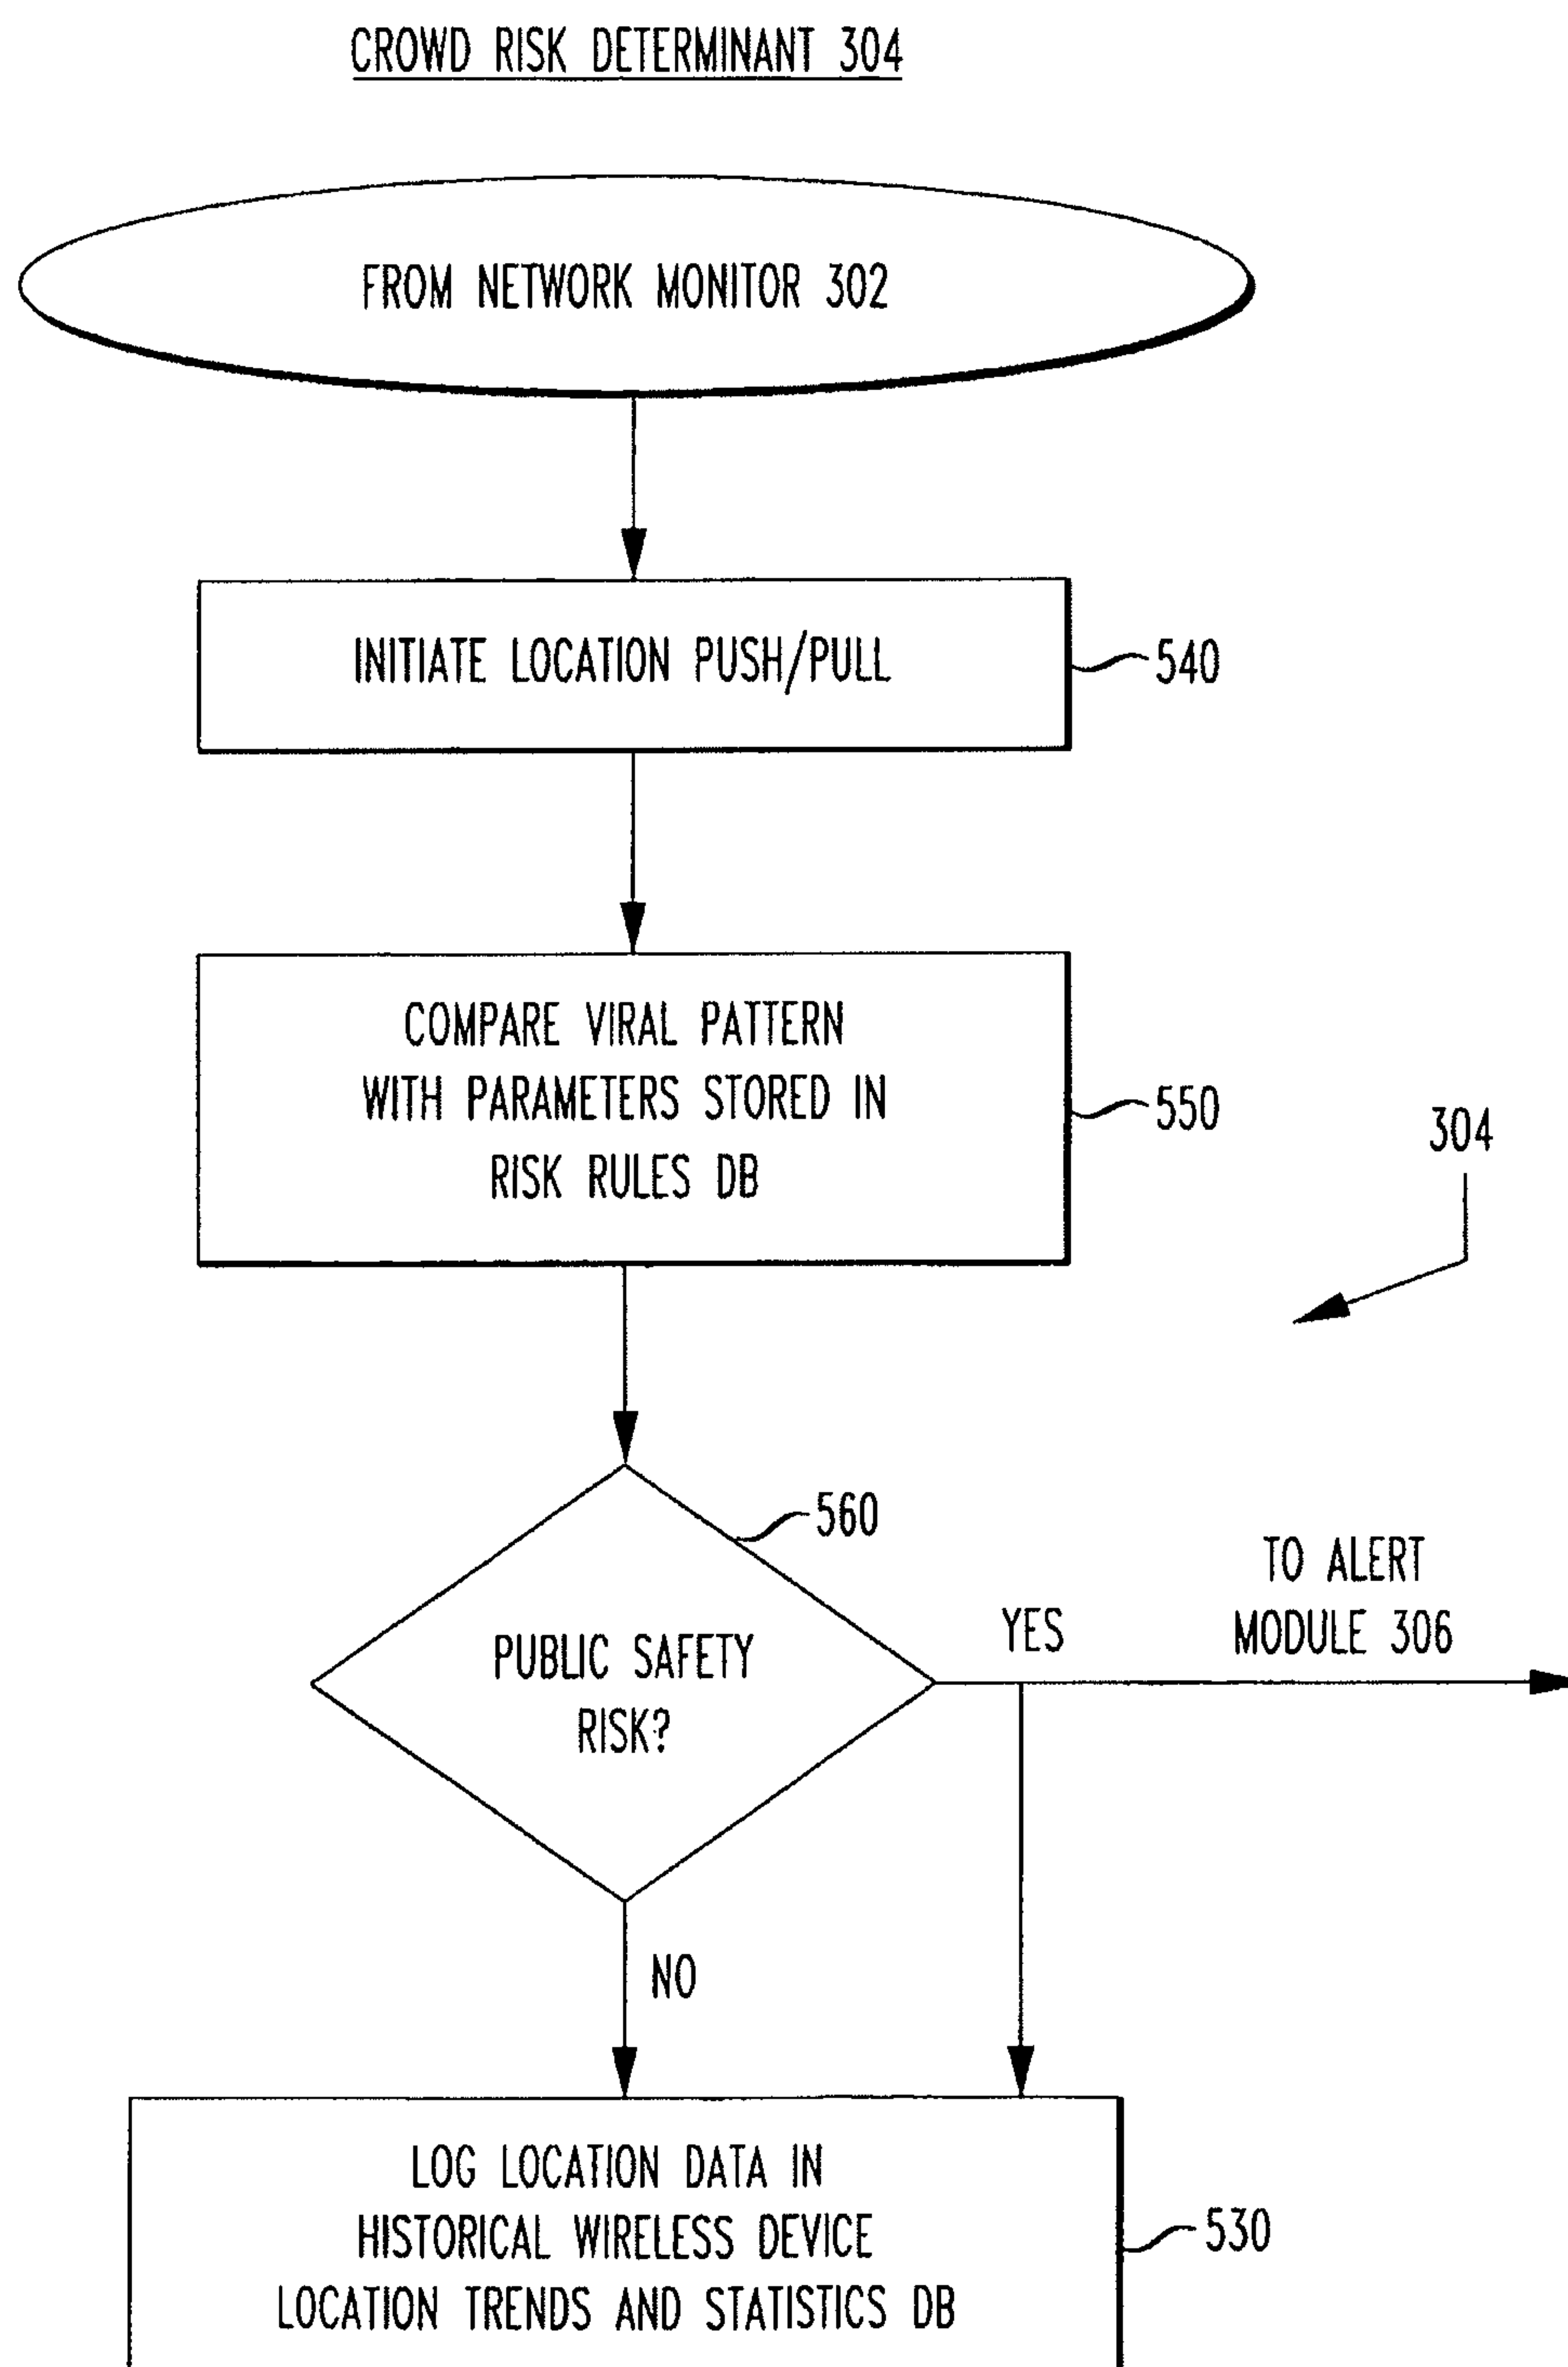 CROWD RISK DETERMINANT 304
FROM NETWORK MONITOR 302
INITIATE LOCATION PUSH/PULL
540
COMPARE VIRAL PATTERN
WITH PARAMETERS STORED IN
RISK RULES DB
550
304
560
PUBLIC SAFETY
RISK?
YES
TO ALERT
MODULE 306
NO
LOG LOCATION DATA IN
HISTORICAL WIRELESS DEVICE
LOCATION TRENDS AND STATISTICS DB
530